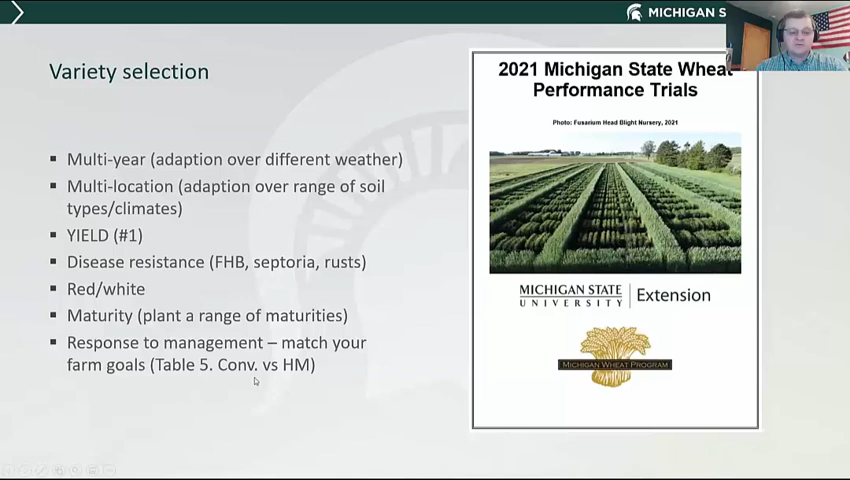 MICHIGAN S
Variety selection
Multi-year (adaption over different weather)
Multi-location (adaption over range of soil
types/climates)
YIELD (#1)
Disease resistance (FHB, septoria, rusts)
Red/white
Maturity (plant a range of maturities)
Response to management – match your
farm goals (Table 5. Conv. vs HM)
2021 Michigan State Wheat
Performance Trials
Photo: Fusarium Head Blight Nursery, 2021
MICHIGAN STATE
UNIVERSITY
Extension
MICHIGAN WHEAT PROGRAM